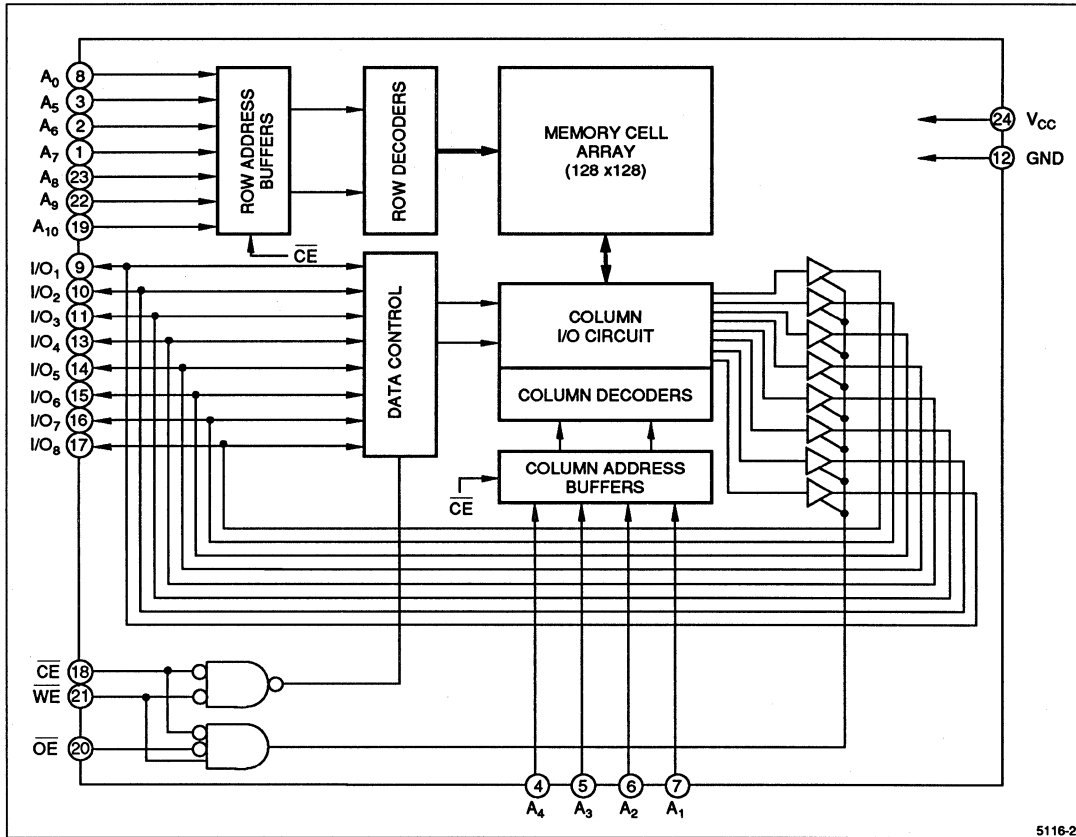 A0 8
A5 3
A6 2
A7 1
A8 23
A9 22
A10 19
ROW ADDRESS
BUFFERS
CE
ROW DECODERS
MEMORY CELL
ARRAY
(128 x128)
24 VCC
12 GND
I/O1 9
I/O2 10
I/O3 11
I/O4 13
I/O5 14
I/O6 15
I/O7 16
I/O8 17
DATA CONTROL
COLUMN
I/O CIRCUIT
COLUMN DECODERS
COLUMN ADDRESS
BUFFERS
CE
CE 18
WE 21
OE 20
4 5 6 7
A4 A3 A2 A1
5116-2